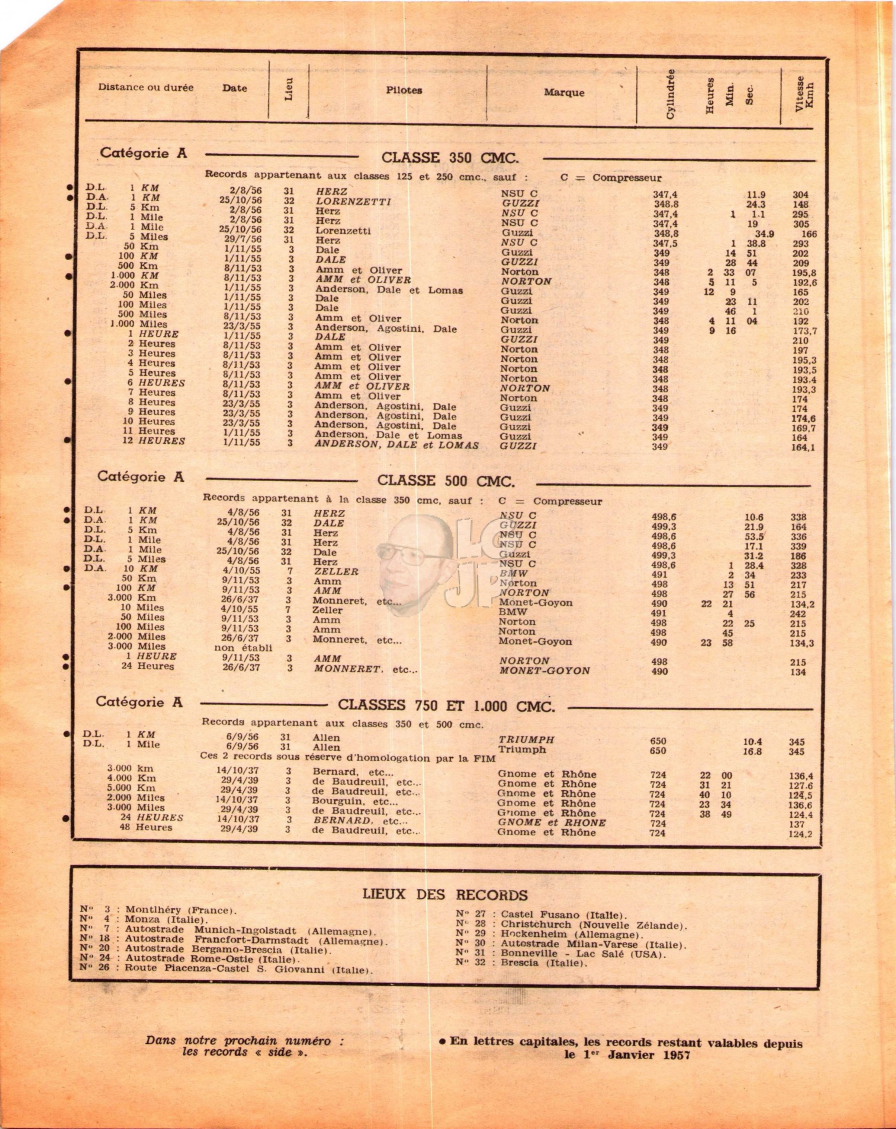 Distance ou durée Date Lieu Pilotes Marque Cylindrée Heures Min. Sec. Vitesse Kmh
Catégorie A CLASSE 350 CMC.
Records appartenant aux classes 125 et 250 cmc., sauf : C = Compresseur
• D.L. 1 KM 2/8/56 31 HERZ NSU C 347,4 11.9 304
• D.A. 1 KM 25/10/56 32 LORENZETTI GUZZI 348.8 24.3 148
D.L. 5 Km 2/8/56 31 Herz NSU C 347,4 1 1.1 295
D.L. 1 Mile 2/8/56 31 Herz NSU C 347,4 19 305
D.A. 1 Mile 25/10/56 32 Lorenzetti Guzzi 348,8 34.9 166
D.L. 5 Miles 29/7/56 31 Herz NSU C 347,5 1 38.8 293
50 Km 1/11/55 3 Dale Guzzi 349 14 51 202
• 100 KM 1/11/55 3 DALE GUZZI 349 28 44 209
500 Km 8/11/53 3 Amm et Oliver Norton 348 2 33 07 195,8
• 1.000 KM 8/11/53 3 AMM et OLIVER NORTON 348 5 11 5 192,6
2.000 Km 1/11/55 3 Anderson, Dale et Lomas Guzzi 349 12 9 165
50 Miles 1/11/55 3 Dale Guzzi 349 23 11 202
100 Miles 1/11/55 3 Dale Guzzi 349 46 1 210
500 Miles 8/11/53 3 Amm et Oliver Norton 348 4 11 04 192
1.000 Miles 23/3/55 3 Anderson, Agostini, Dale Guzzi 349 9 16 173,7
• 1 HEURE 1/11/55 3 DALE GUZZI 349 210
2 Heures 8/11/53 3 Amm et Oliver Norton 348 197
3 Heures 8/11/53 3 Amm et Oliver Norton 348 195,3
4 Heures 8/11/53 3 Amm et Oliver Norton 348 193,5
5 Heures 8/11/53 3 Amm et Oliver Norton 348 193.4
• 6 HEURES 8/11/53 3 AMM et OLIVER NORTON 348 193,3
7 Heures 8/11/53 3 Amm et Oliver Norton 348 174
8 Heures 23/3/55 3 Anderson, Agostini, Dale Guzzi 349 174
9 Heures 23/3/55 3 Anderson, Agostini, Dale Guzzi 349 174,6
10 Heures 23/3/55 3 Anderson, Agostini, Dale Guzzi 349 169,7
11 Heures 1/11/55 3 Anderson, Dale et Lomas Guzzi 349 164
• 12 HEURES 1/11/55 3 ANDERSON, DALE et LOMAS GUZZI 349 164,1
Catégorie A CLASSE 500 CMC.
Records appartenant à la classe 350 cmc, sauf : C = Compresseur
• D.L. 1 KM 4/8/56 31 HERZ NSU C 498,6 10.6 338
• D.A. 1 KM 25/10/56 32 DALE GUZZI 499,3 21.9 164
D.L. 5 Km 4/8/56 31 Herz NSU C 498,6 53.5 336
D.L. 1 Mile 4/8/56 31 Herz NSU C 498,6 17.1 339
D.A. 1 Mile 25/10/56 32 Dale Guzzi 499,3 31.2 186
D.L. 5 Miles 4/8/56 31 Herz NSU C 498,6 1 28.4 328
• D.A. 10 KM 4/10/55 7 ZELLER BMW 491 2 34 233
50 Km 9/11/53 3 Amm Norton 498 13 51 217
• 100 KM 9/11/53 3 AMM NORTON 498 27 56 215
3.000 Km 26/6/37 3 Monneret, etc... Monet-Goyon 490 22 21 134,2
10 Miles 4/10/55 7 Zeller BMW 491 4 242
50 Miles 9/11/53 3 Amm Norton 498 22 25 215
100 Miles 9/11/53 3 Amm Norton 498 45 215
2.000 Miles 26/6/37 3 Monneret, etc... Monet-Goyon 490 23 58 134,3
3.000 Miles non établi
• 1 HEURE 9/11/53 3 AMM NORTON 498 215
• 24 Heures 26/6/37 3 MONNERET, etc... MONET-GOYON 490 134
LC
JP
Catégorie A CLASSES 750 ET 1.000 CMC.
Records appartenant aux classes 350 et 500 cmc.
• D.L. 1 KM 6/9/56 31 Allen TRIUMPH 650 10.4 345
D.L. 1 Mile 6/9/56 31 Allen Triumph 650 16.8 345
Ces 2 records sous réserve d'homologation par la FIM
3.000 km 14/10/37 3 Bernard, etc... Gnome et Rhône 724 22 00 136,4
4.000 Km 29/4/39 3 de Baudreuil, etc... Gnome et Rhône 724 31 21 127.6
5.000 Km 29/4/39 3 de Baudreuil, etc... Gnome et Rhône 724 40 10 124,5
2.000 Miles 14/10/37 3 Bourguin, etc... Gnome et Rhône 724 23 34 136,6
3.000 Miles 29/4/39 3 de Baudreuil, etc... Gnome et Rhône 724 38 49 124,4
• 24 HEURES 14/10/37 3 BERNARD, etc... GNOME et RHONE 724 137
48 Heures 29/4/39 3 de Baudreuil, etc... Gnome et Rhône 724 124,2
LIEUX DES RECORDS
N° 3 : Montlhéry (France).
N° 4 : Monza (Italie).
N° 7 : Autostrade Munich-Ingolstadt (Allemagne).
N° 18 : Autostrade Francfort-Darmstadt (Allemagne).
N° 20 : Autostrade Bergamo-Brescia (Italie).
N° 24 : Autostrade Rome-Ostie (Italie).
N° 26 : Route Piacenza-Castel S. Giovanni (Italie).
N° 27 : Castel Fusano (Italie).
N° 28 : Christchurch (Nouvelle Zélande).
N° 29 : Hockenheim (Allemagne).
N° 30 : Autostrade Milan-Varese (Italie).
N° 31 : Bonneville - Lac Salé (USA).
N° 32 : Brescia (Italie).
Dans notre prochain numéro :
les records « side ».
• En lettres capitales, les records restant valables depuis
le 1er Janvier 1957